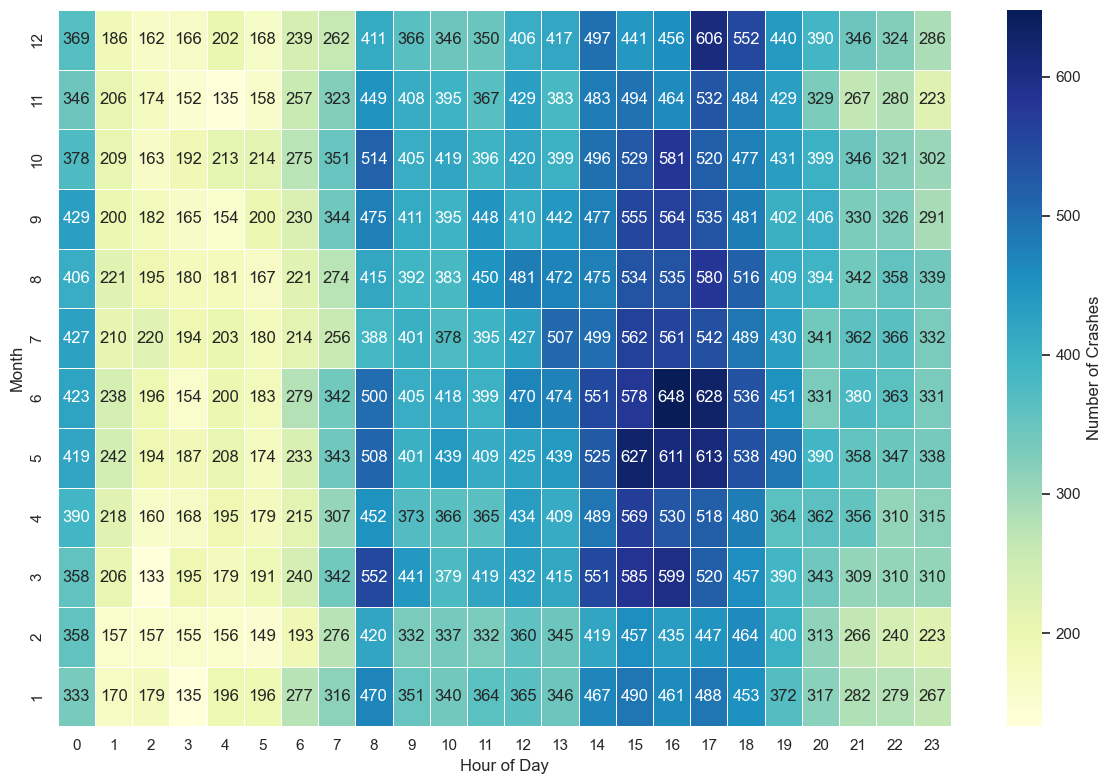 12 369 186 162 166 202 168 239 262 411 366 346 350 406 417 497 441 456 606 552 440 390 346 324 286
11 346 206 174 152 135 158 257 323 449 408 395 367 429 383 483 494 464 532 484 429 329 267 280 223
10 378 209 163 192 213 214 275 351 514 405 419 396 420 399 496 529 581 520 477 431 399 346 321 302
9 429 200 182 165 154 200 230 344 475 411 395 448 410 442 477 555 564 535 481 402 406 330 326 291
8 406 221 195 180 181 167 221 274 415 392 383 450 481 472 475 534 535 580 516 409 394 342 358 339
7 427 210 220 194 203 180 214 256 388 401 378 395 427 507 499 562 561 542 489 430 341 362 366 332
6 423 238 196 154 200 183 279 342 500 405 418 399 470 474 551 578 648 628 536 451 331 380 363 331
5 419 242 194 187 208 174 233 343 508 401 439 409 425 439 525 627 611 613 538 490 390 358 347 338
4 390 218 160 168 195 179 215 307 452 373 366 365 434 409 489 569 530 518 480 364 362 356 310 315
3 358 206 133 195 179 191 240 342 552 441 379 419 432 415 551 585 599 520 457 390 343 309 310 310
2 358 157 157 155 156 149 193 276 420 332 337 332 360 345 419 457 435 447 464 400 313 266 240 223
1 333 170 179 135 196 196 277 316 470 351 340 364 365 346 467 490 461 488 453 372 317 282 279 267
0 1 2 3 4 5 6 7 8 9 10 11 12 13 14 15 16 17 18 19 20 21 22 23
Hour of Day
Month
600
500
400
300
200
Number of Crashes